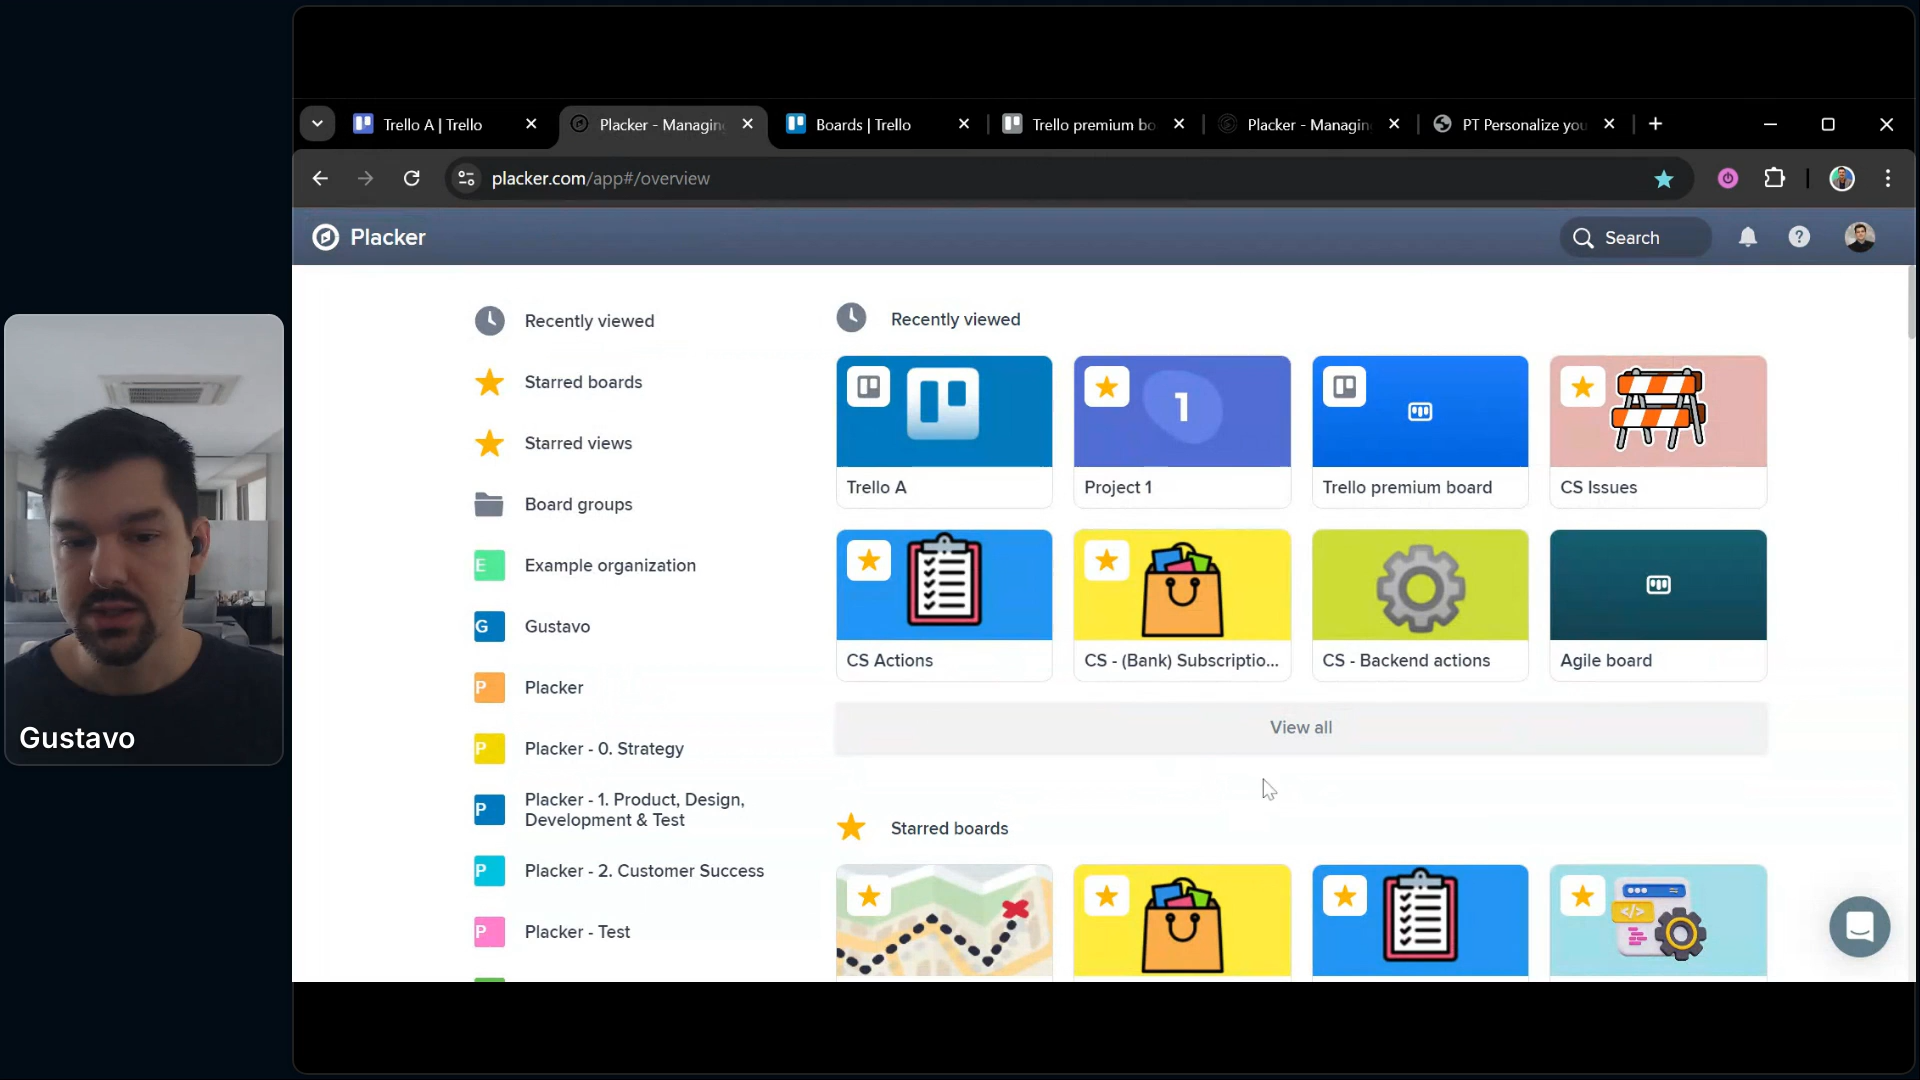 Trello A | Trello
Placker - Managing
Boards | Trello
Trello premium bo
Placker - Managin
PT Personalize you
placker.com/app#/overview
Placker
Search
Recently viewed
Starred boards
Starred views
Board groups
E Example organization
G Gustavo
P Placker
P Placker - 0. Strategy
P Placker - 1. Product, Design,
Development & Test
P Placker - 2. Customer Success
P Placker - Test
Recently viewed
1
Trello A
Project 1
Trello premium board
CS Issues
CS Actions
CS - (Bank) Subscriptio...
CS - Backend actions
Agile board
View all
Starred boards
</>
Gustavo